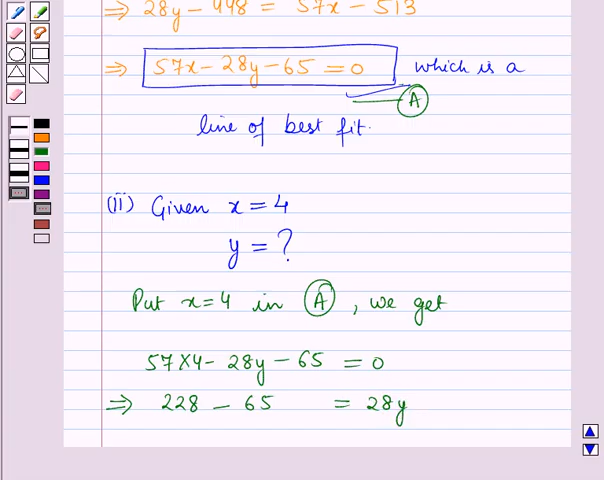 ⇒ 28y - 448 = 57x - 513
⇒ 57x - 28y - 65 = 0 which is a
A
line of best fit.
(ii) Given x = 4
y = ?
Put x = 4 in A, we get
57×4 - 28y - 65 = 0
⇒ 228 - 65 = 28y